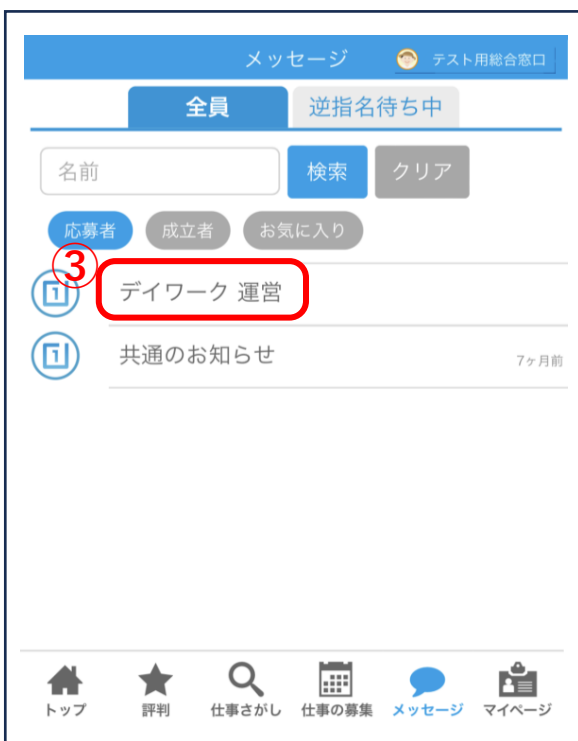 メッセージ テスト用総合窓口
全員 逆指名待ち中
名前 検索 クリア
応募者 成立者 お気に入り
③
1 デイワーク 運営
1 共通のお知らせ 7ヶ月前
トップ 評判 仕事さがし 仕事の募集 メッセージ マイページ